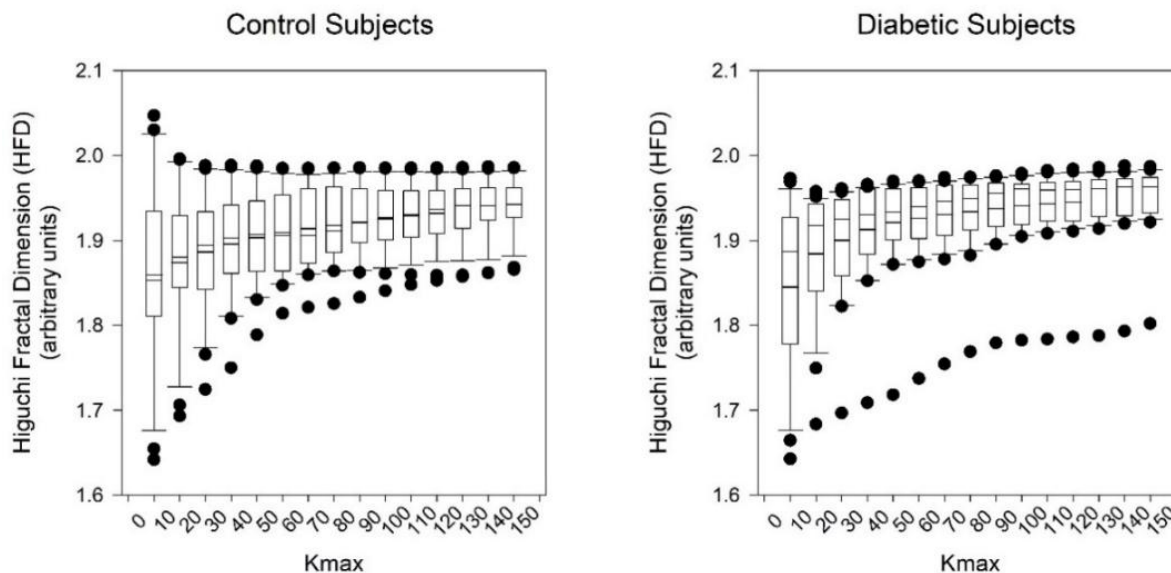 Control Subjects
Higuchi Fractal Dimension (HFD)
(arbitrary units)
2.1
2.0
1.9
1.8
1.7
1.6
0 10 20 30 40 50 60 70 80 90 100 110 120 130 140 150
Kmax
Diabetic Subjects
Higuchi Fractal Dimension (HFD)
(arbitrary units)
2.1
2.0
1.9
1.8
1.7
1.6
0 10 20 30 40 50 60 70 80 90 100 110 120 130 140 150
Kmax